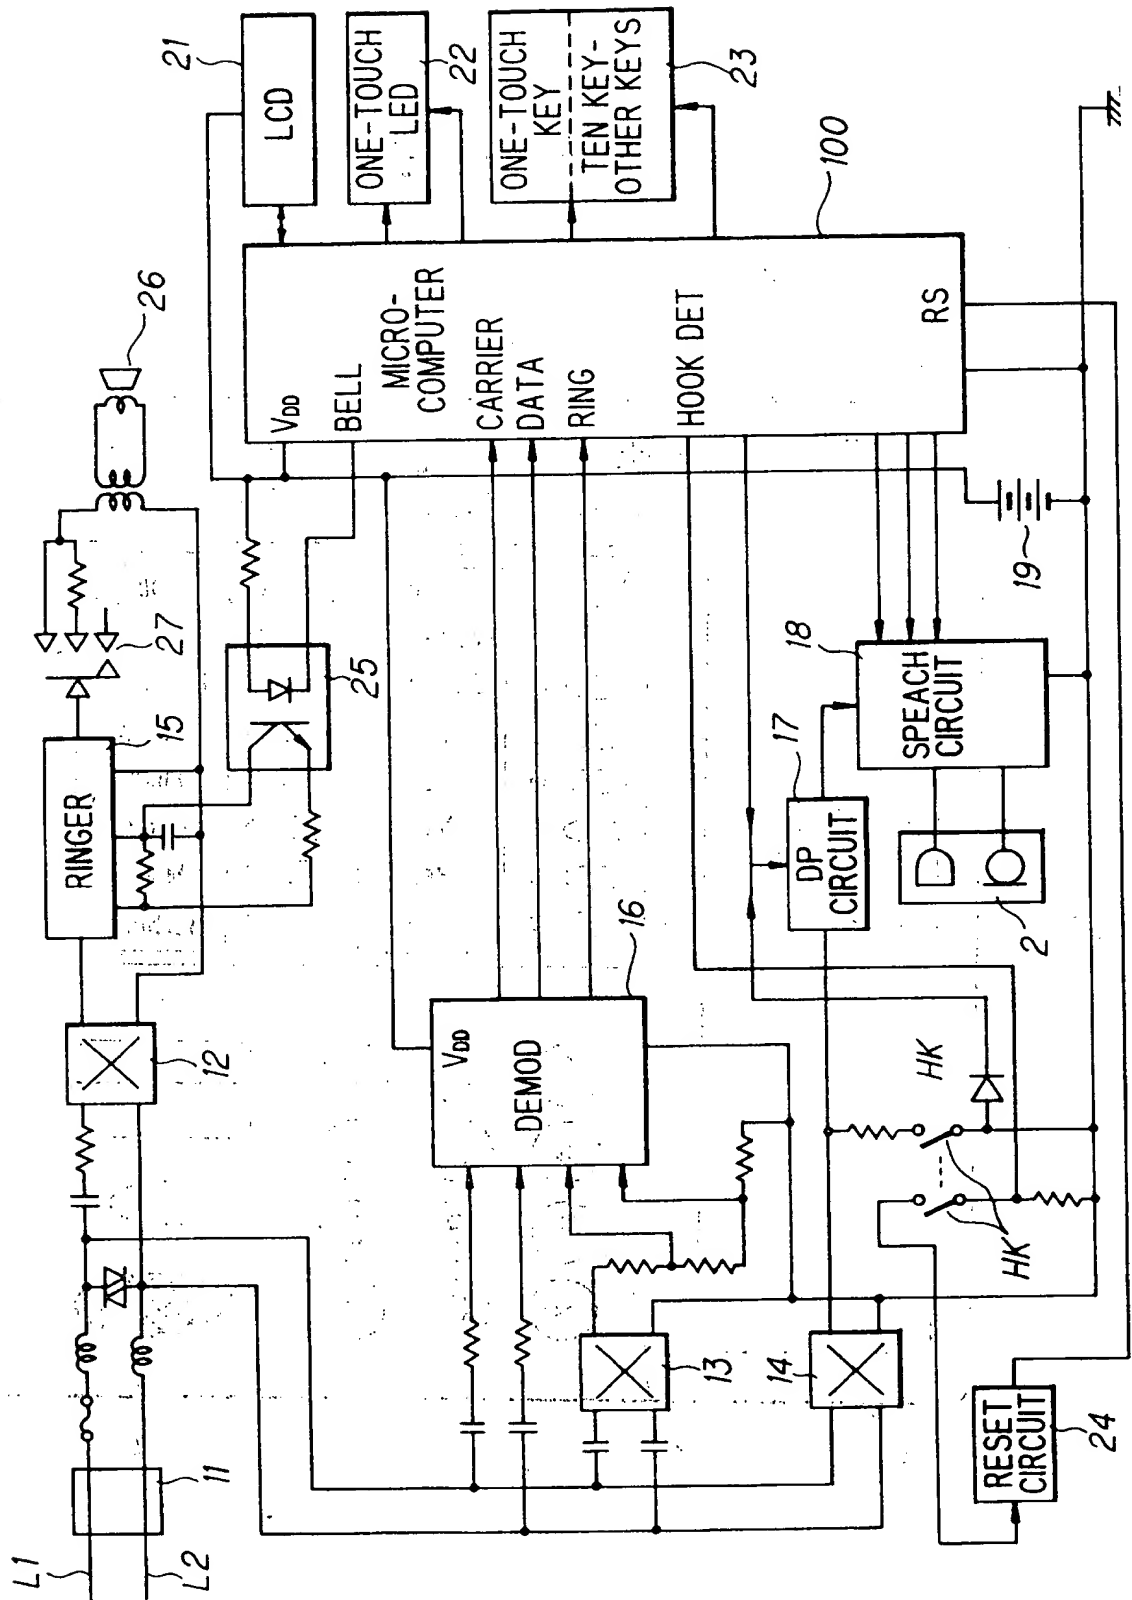 L1
L2
11
12
RINGER
15
27
26
25
LCD
21
ONE-TOUCH
LED
22
ONE-TOUCH
KEY
TEN KEY-
OTHER KEYS
23
100
VDD
BELL
MICRO-
COMPUTER
CARRIER
DATA
RING
HOOK DET
RS
VDD
DEMOD
16
13
14
DP
CIRCUIT
17
SPEACH
CIRCUIT
18
2
19
HK
HK
RESET
CIRCUIT
24